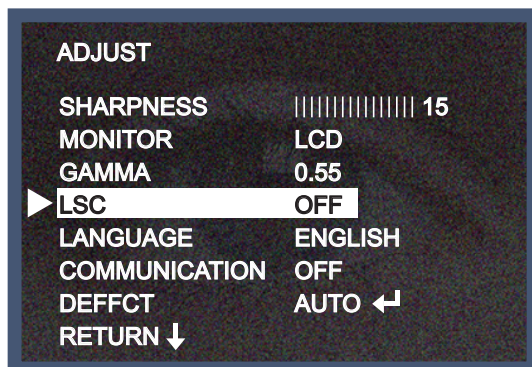 ADJUST
SHARPNESS |||||||||||||||| 15
MONITOR LCD
GAMMA 0.55
LSC OFF
LANGUAGE ENGLISH
COMMUNICATION OFF
DEFFCT AUTO ↵
RETURN ↓